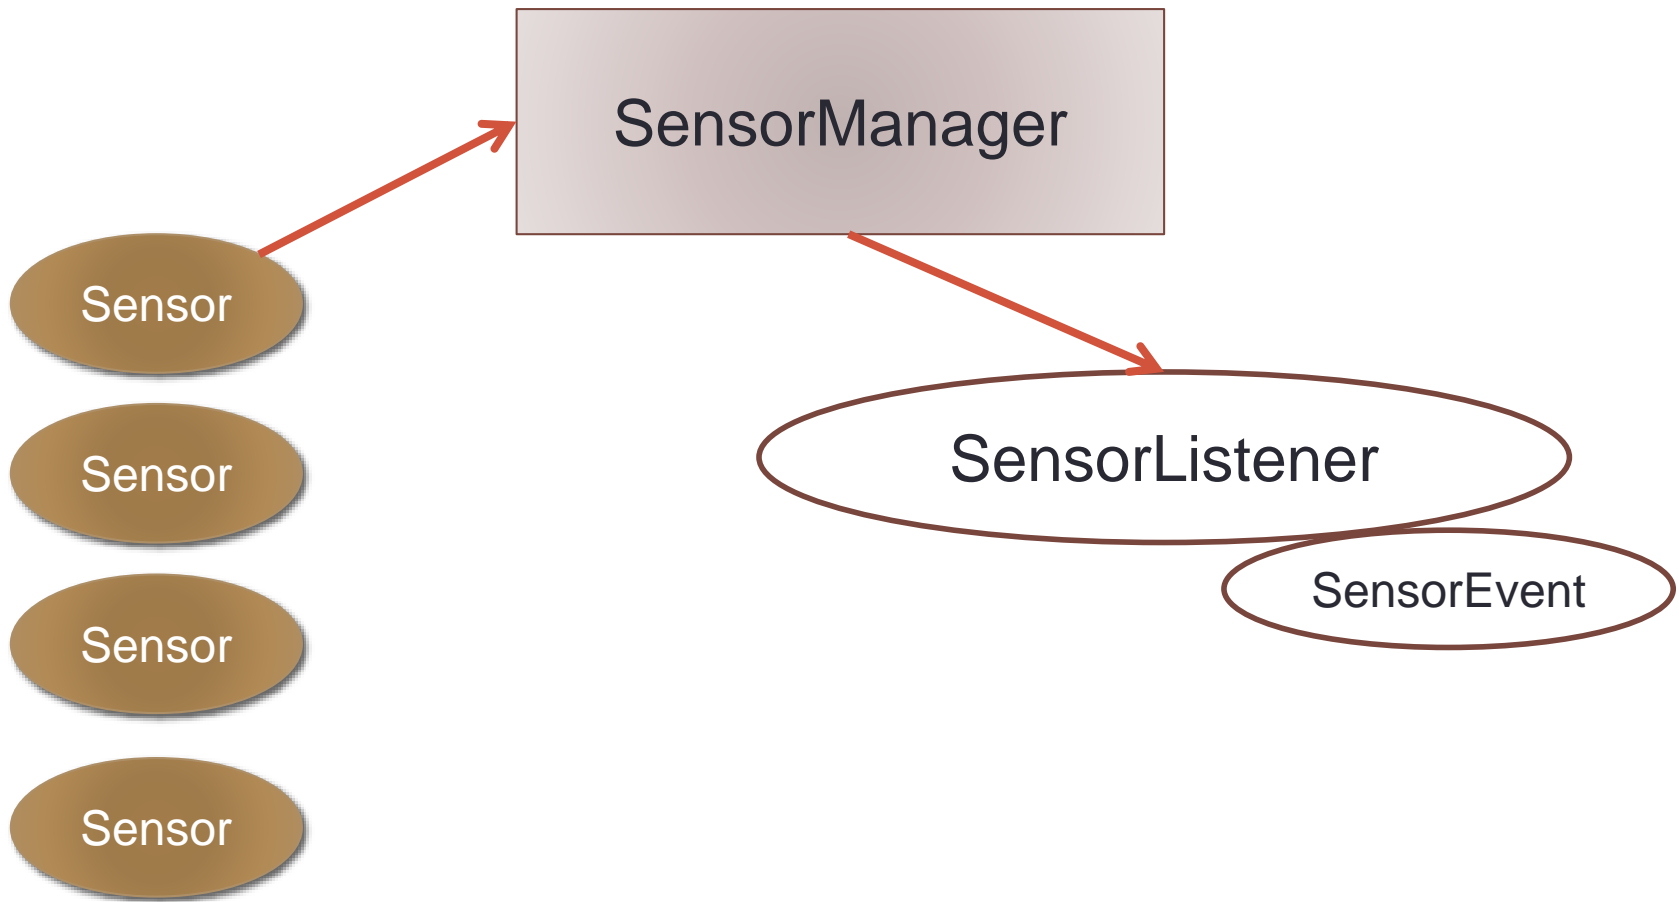 SensorManager
Sensor
Sensor
SensorListener
SensorEvent
Sensor
Sensor